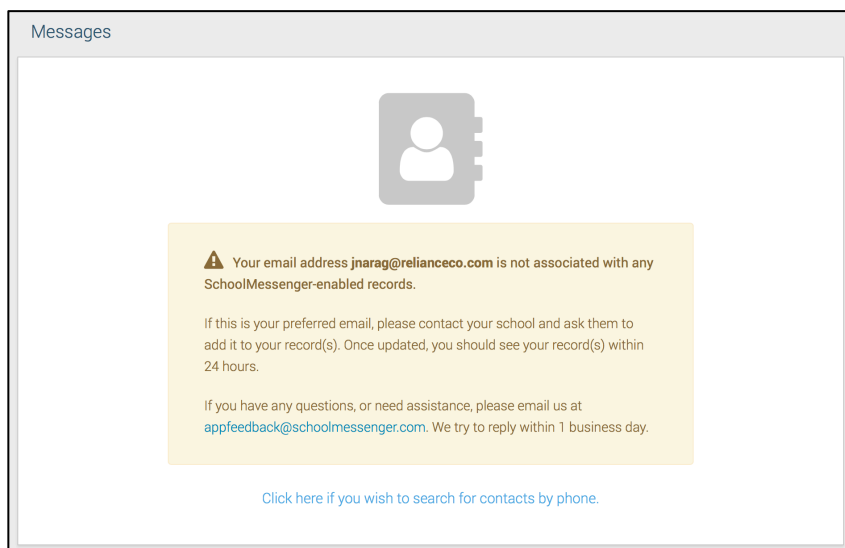 Messages
Your email address jnarag@relianceco.com is not associated with any
SchoolMessenger-enabled records.
If this is your preferred email, please contact your school and ask them to
add it to your record(s). Once updated, you should see your record(s) within
24 hours.
If you have any questions, or need assistance, please email us at
appfeedback@schoolmessenger.com. We try to reply within 1 business day.
Click here if you wish to search for contacts by phone.